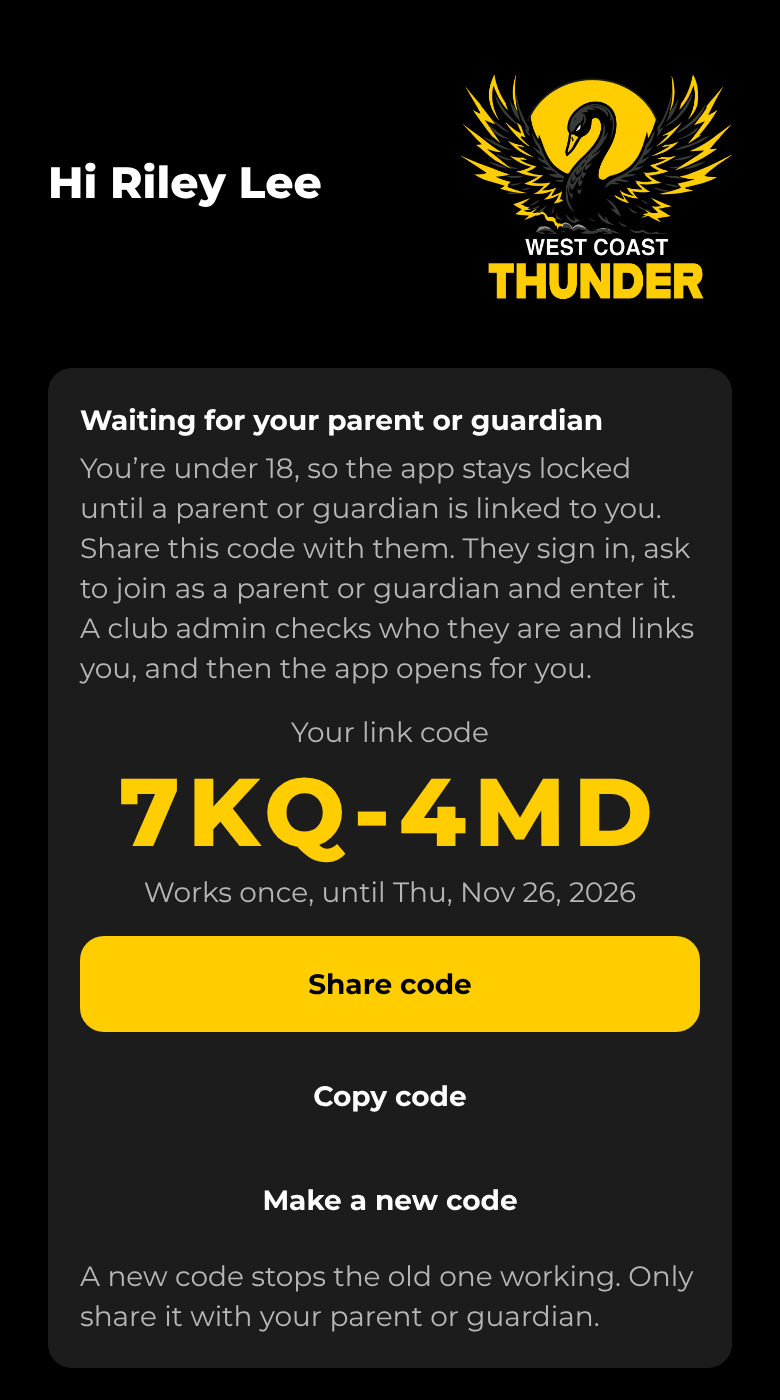 Hi Riley Lee
WEST COAST
THUNDER
Waiting for your parent or guardian
You’re under 18, so the app stays locked
until a parent or guardian is linked to you.
Share this code with them. They sign in, ask
to join as a parent or guardian and enter it.
A club admin checks who they are and links
you, and then the app opens for you.
Your link code
7KQ-4MD
Works once, until Thu, Nov 26, 2026
Share code
Copy code
Make a new code
A new code stops the old one working. Only
share it with your parent or guardian.